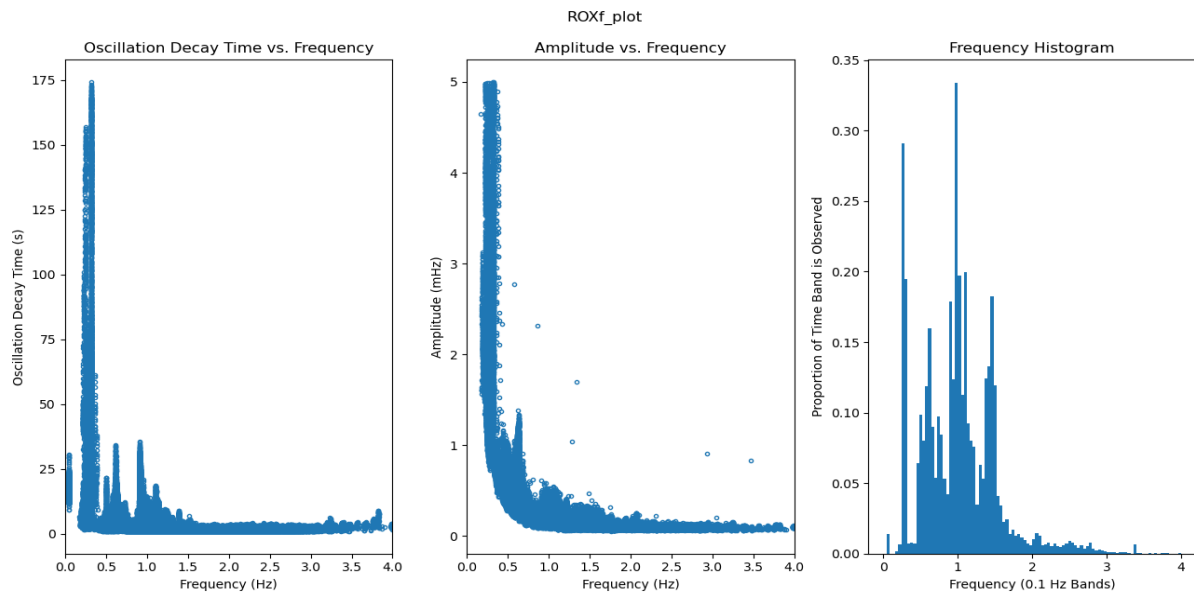 ROXf_plot
Oscillation Decay Time vs. Frequency
175
150
125
100
75
50
25
0
Oscillation Decay Time (s)
0.0 0.5 1.0 1.5 2.0 2.5 3.0 3.5 4.0
Frequency (Hz)
Amplitude vs. Frequency
5
4
3
2
1
0
Amplitude (mHz)
0.0 0.5 1.0 1.5 2.0 2.5 3.0 3.5 4.0
Frequency (Hz)
Frequency Histogram
0.35
0.30
0.25
0.20
0.15
0.10
0.05
0.00
Proportion of Time Band is Observed
0 1 2 3 4
Frequency (0.1 Hz Bands)